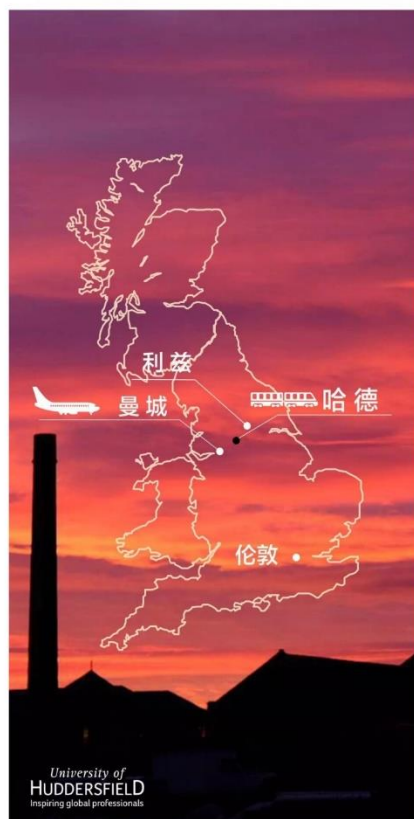 利兹
曼城
哈 德
伦敦
University of
HUDDERSFIELD
Inspiring global professionals